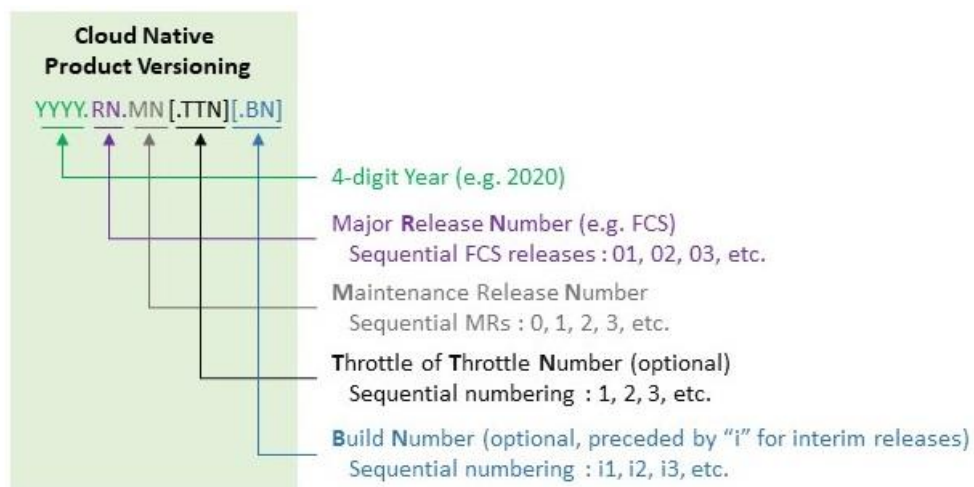 Cloud Native
Product Versioning
YYYY.RN.MN[.TTN][.BN]
4-digit Year (e.g. 2020)
Major Release Number (e.g. FCS)
Sequential FCS releases : 01, 02, 03, etc.
Maintenance Release Number
Sequential MRs : 0, 1, 2, 3, etc.
Throttle of Throttle Number (optional)
Sequential numbering : 1, 2, 3, etc.
Build Number (optional, preceded by “i” for interim releases)
Sequential numbering : i1, i2, i3, etc.